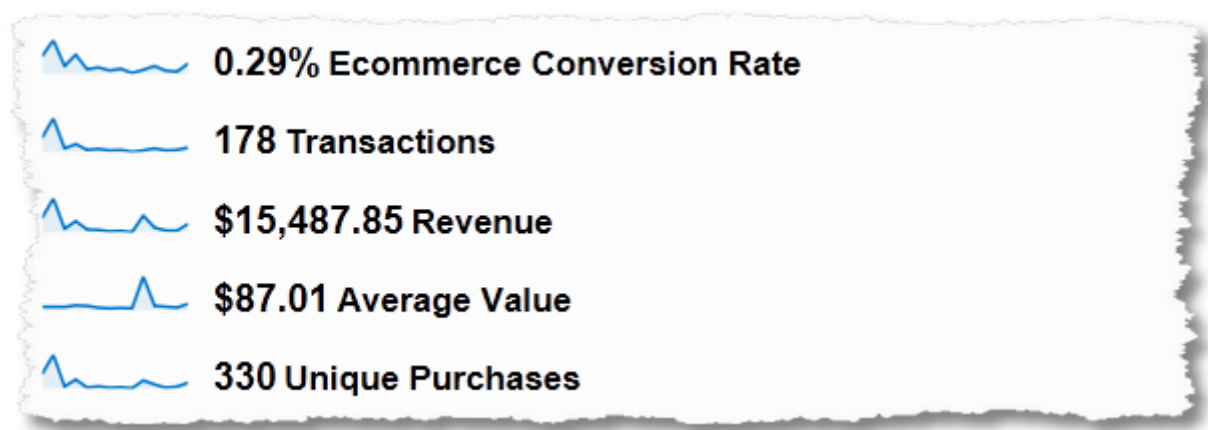 0.29% Ecommerce Conversion Rate
178 Transactions
$15,487.85 Revenue
$87.01 Average Value
330 Unique Purchases